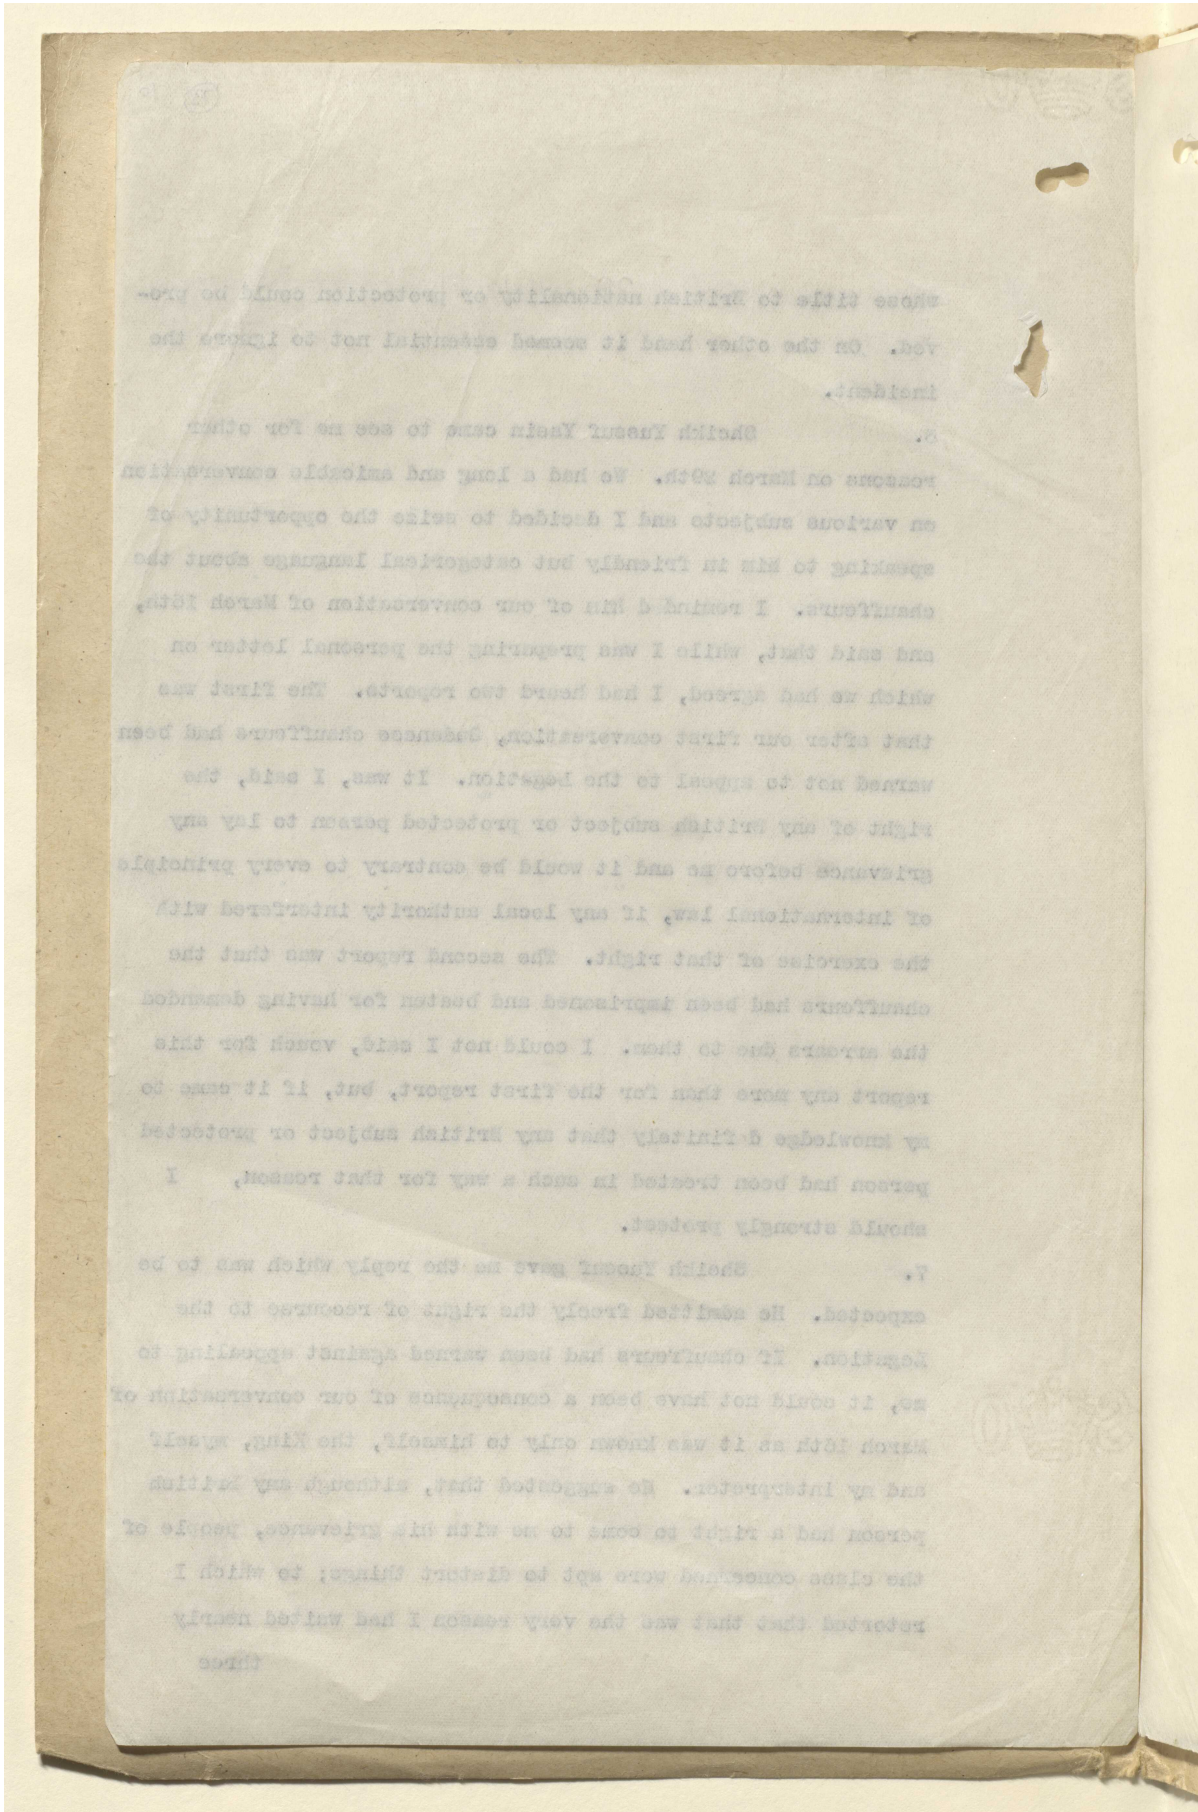 whose title to British nationality or protection could be pro-
ved. On the other hand it seemed essential not to ignore the
incident.
6. Sheikh Yussuf Yasin came to see me for other
reasons on March 29th. We had a long and amicable conversation
on various subjects and I decided to seize the opportunity of
speaking to him in friendly but categorical language about the
chauffeurs. I remind d him of our conversation of March 16th,
and said that, while I was preparing the personal letter on
which we had agreed, I had heard two reports. The first was
that after our first conversation, Sudanese chauffeurs had been
warned not to appeal to the Legation. It was, I said, the
right of any British subject or protected person to lay any
grievance before me and it would be contrary to every principle
of international law, if any local authority interfered with
the exercise of that right. The second report was that the
chauffeurs had been imprisoned and beaten for having demanded
the arrears due to them. I could not I said, vouch for this
report any more than for the first report, but, if it came to
my knowledge d finitely that any British subject or protected
person had been treated in such a way for that reason, I
should strongly protest.
7. Sheikh Yussuf gave me the reply which was to be
expected. He admitted freely the right of recourse to the
Legation. If chauffeurs had been warned against appealing to
me, it could not have been a consequence of our conversation of
March 16th as it was known only to himself, the King, myself
and my interpreter. He suggested that, although any British
person had a right to come to me with his grievance, people of
the class concerned were apt to distort things; to which I
retorted that that was the very reason I had waited nearly
three